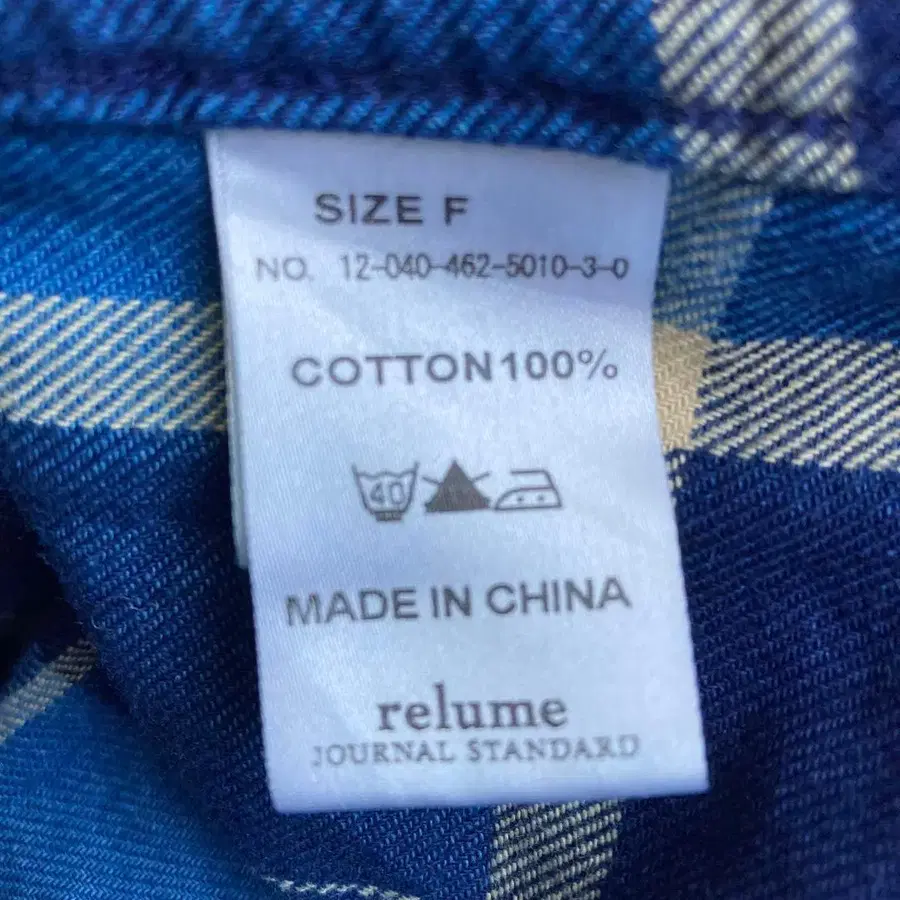 SIZE F
NO. 12-040-462-5010-3-0
COTTON100%
40
MADE IN CHINA
relume
JOURNAL STANDARD